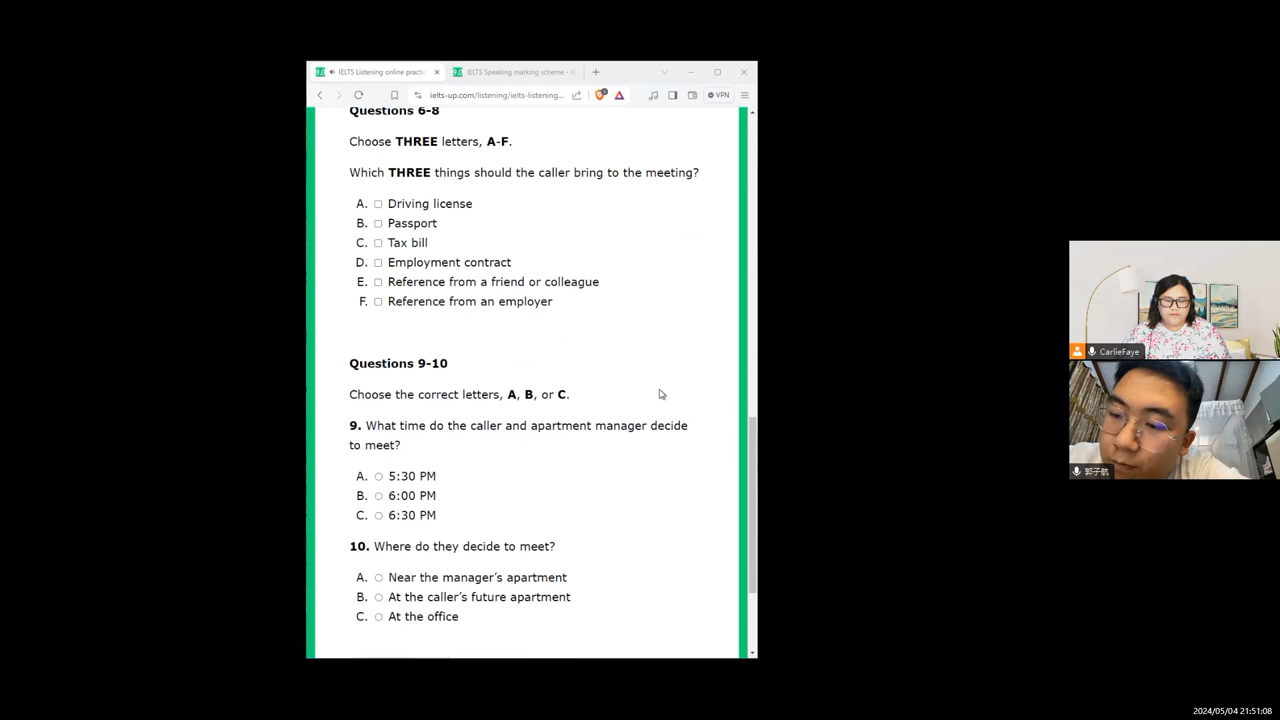 IELTS Listening online practic
IELTS Speaking marking scheme - IE
ielts-up.com/listening/ielts-listening...
VPN
Questions 6-8
Choose THREE letters, A-F.
Which THREE things should the caller bring to the meeting?
A. Driving license
B. Passport
C. Tax bill
D. Employment contract
E. Reference from a friend or colleague
F. Reference from an employer
Questions 9-10
Choose the correct letters, A, B, or C.
9. What time do the caller and apartment manager decide
to meet?
A. 5:30 PM
B. 6:00 PM
C. 6:30 PM
10. Where do they decide to meet?
A. Near the manager's apartment
B. At the caller's future apartment
C. At the office
CarlieFaye
郭子航
2024/05/04 21:51:08